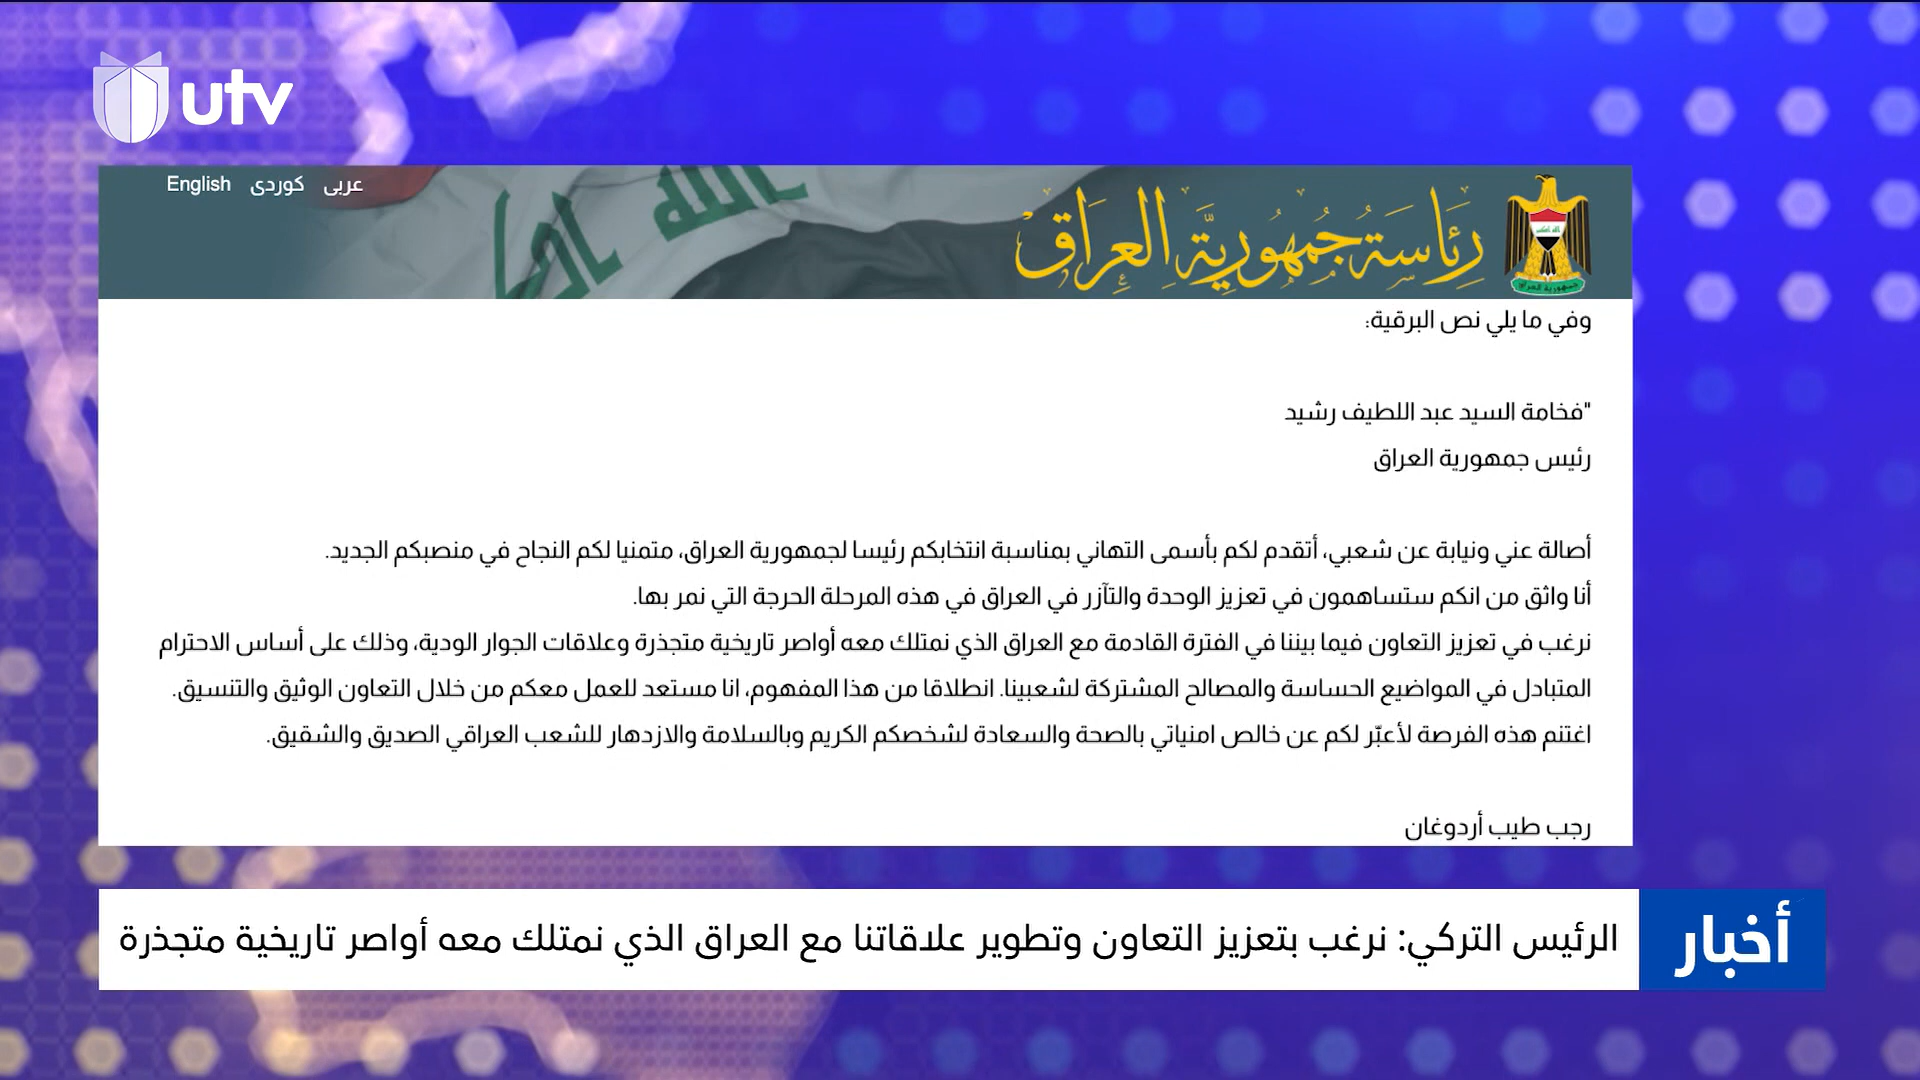 utv
English كوردى عربى
رئاسة جمهورية العراق
جمهورية العراق
وفي ما يلي نص البرقية:
"فخامة السيد عبد اللطيف رشيد
رئيس جمهورية العراق
أصالة عني ونيابة عن شعبي، أتقدم لكم بأسمى التهاني بمناسبة انتخابكم رئيسا لجمهورية العراق، متمنيا لكم النجاح في منصبكم الجديد.
أنا واثق من انكم ستساهمون في تعزيز الوحدة والتآزر في العراق في هذه المرحلة الحرجة التي نمر بها.
نرغب في تعزيز التعاون فيما بيننا في الفترة القادمة مع العراق الذي نمتلك معه أواصر تاريخية متجذرة وعلاقات الجوار الودية، وذلك على أساس الاحترام
المتبادل في المواضيع الحساسة والمصالح المشتركة لشعبينا. انطلاقا من هذا المفهوم، انا مستعد للعمل معكم من خلال التعاون الوثيق والتنسيق.
اغتنم هذه الفرصة لأعبّر لكم عن خالص امنياتي بالصحة والسعادة لشخصكم الكريم وبالسلامة والازدهار للشعب العراقي الصديق والشقيق.
رجب طيب أردوغان
أخبار
الرئيس التركي: نرغب بتعزيز التعاون وتطوير علاقاتنا مع العراق الذي نمتلك معه أواصر تاريخية متجذرة